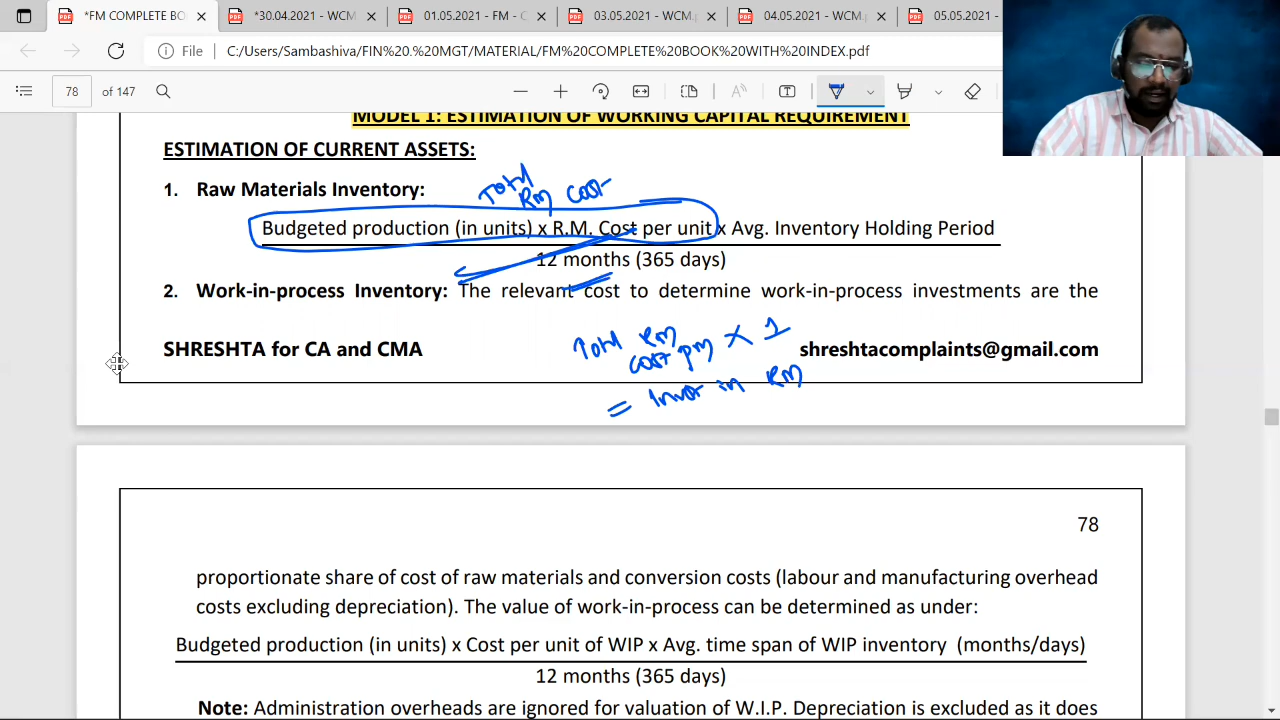 *FM COMPLETE BO
*30.04.2021 - WCM
01.05.2021 - FM - C
03.05.2021 - WCM.p
04.05.2021 - WCM.p
05.05.2021 -
File
C:/Users/Sambashiva/FIN%20.%20MGT/MATERIAL/FM%20COMPLETE%20BOOK%20WITH%20INDEX.pdf
78 of 147
MODEL 1: ESTIMATION OF WORKING CAPITAL REQUIREMENT
ESTIMATION OF CURRENT ASSETS:
1. Raw Materials Inventory:
Total
RM Cost
Budgeted production (in units) x R.M. Cost per unit x Avg. Inventory Holding Period
12 months (365 days)
2. Work-in-process Inventory: The relevant cost to determine work-in-process investments are the
Total RM
cost pm X 1
= Invst in RM
SHRESHTA for CA and CMA
shreshtacomplaints@gmail.com
78
proportionate share of cost of raw materials and conversion costs (labour and manufacturing overhead
costs excluding depreciation). The value of work-in-process can be determined as under:
Budgeted production (in units) x Cost per unit of WIP x Avg. time span of WIP inventory (months/days)
12 months (365 days)
Note: Administration overheads are ignored for valuation of W.I.P. Depreciation is excluded as it does